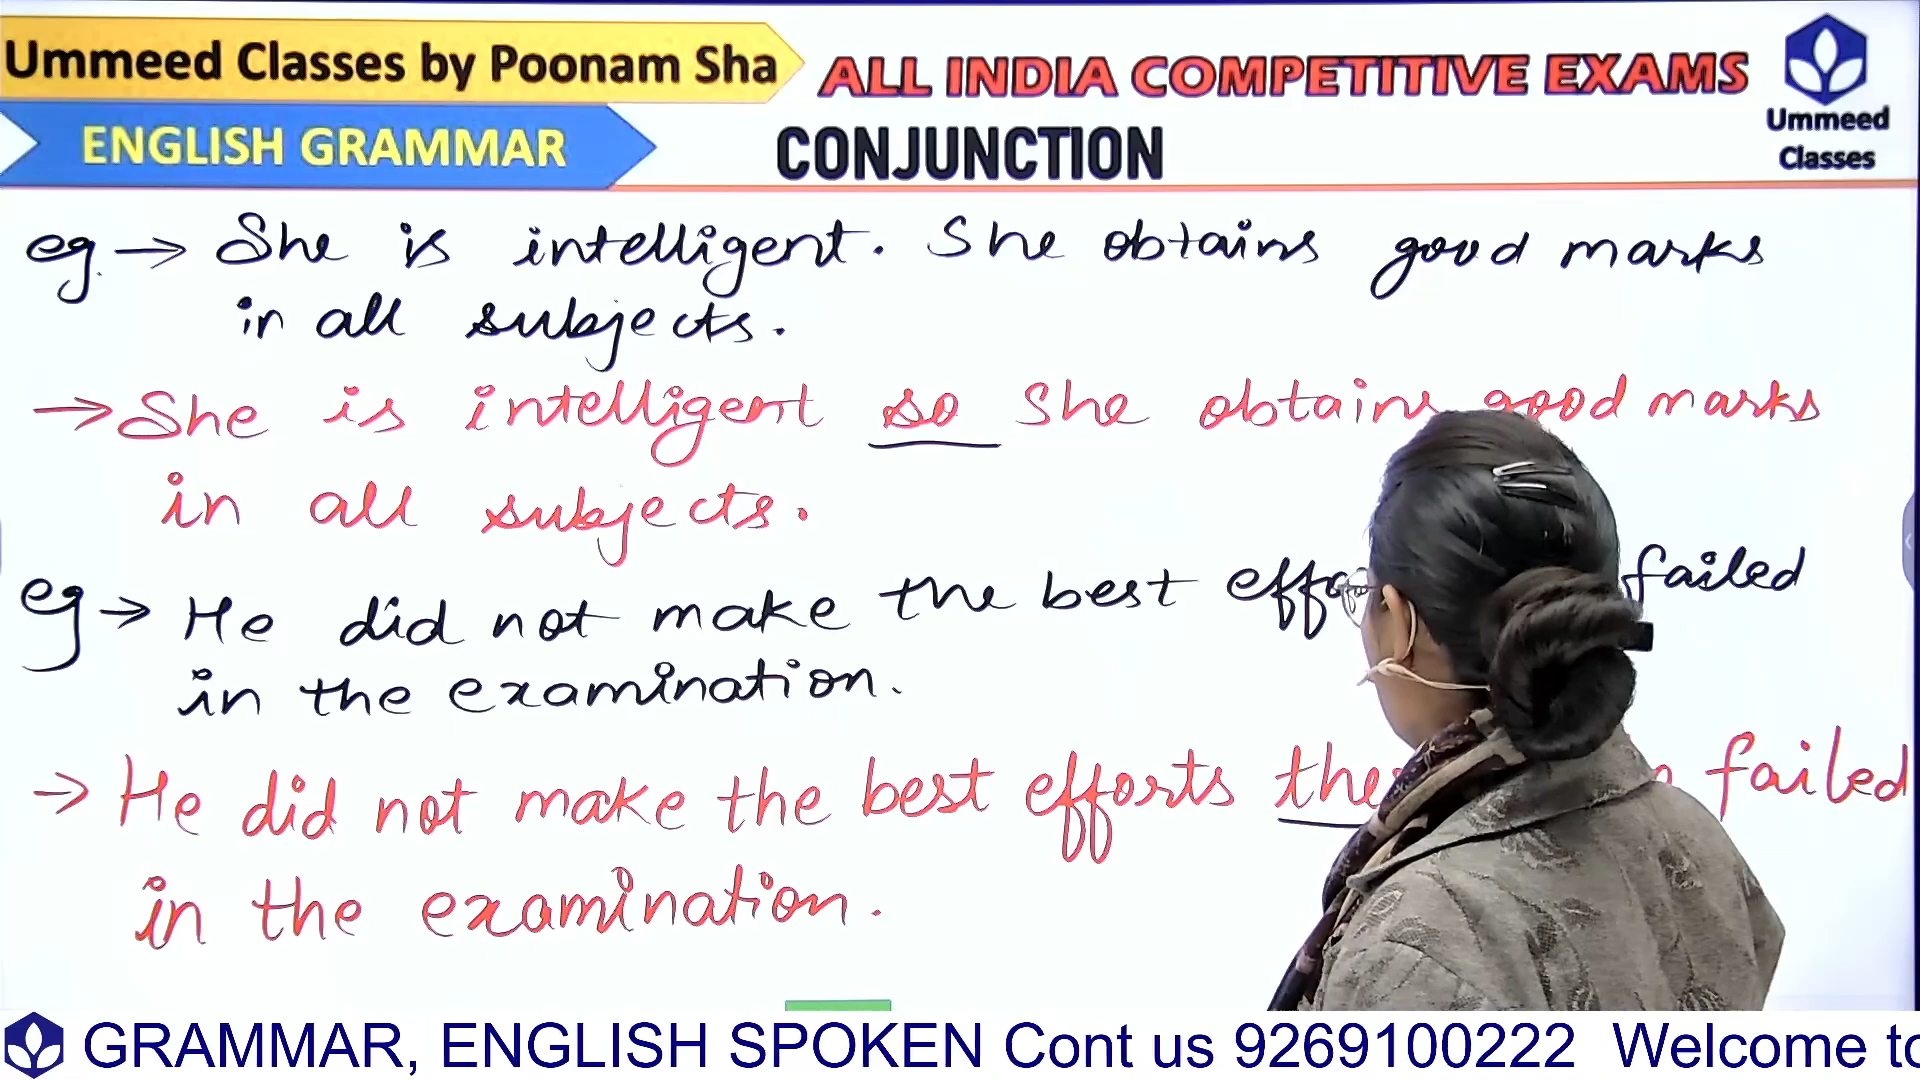 Ummeed Classes by Poonam Sha
ALL INDIA COMPETITIVE EXAMS
Ummeed
Classes
ENGLISH GRAMMAR
CONJUNCTION
eg. → She is intelligent. She obtains good marks
in all subjects.
→ She is intelligent so she obtains good marks
in all subjects.
eg → He did not make the best failed
in the examination.
→ He did not make the best efforts failed
in the examination.
GRAMMAR, ENGLISH SPOKEN Cont us 9269100222 Welcome to